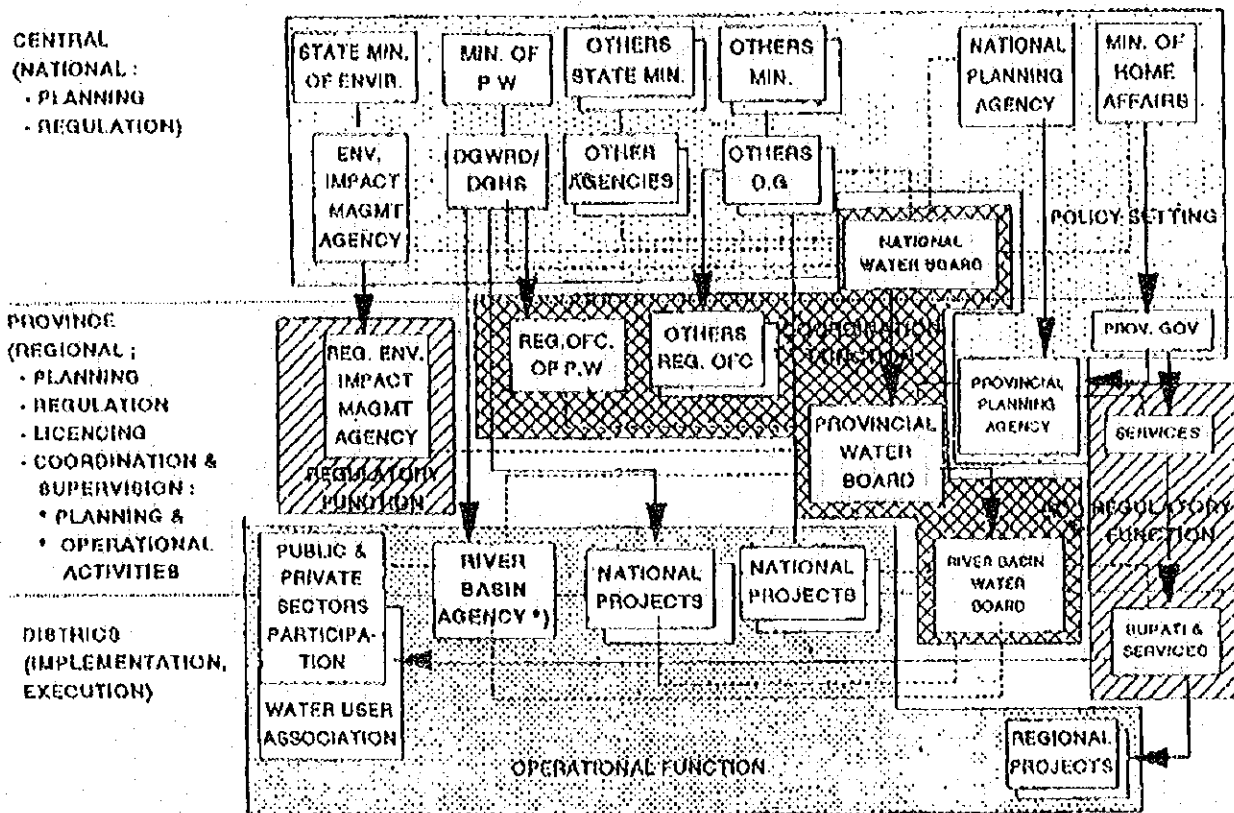 CENTRAL
(NATIONAL :
- PLANNING
- REGULATION)
STATE MIN.
OF ENVIR.
MIN. OF
P.W
OTHERS
STATE MIN.
OTHERS
MIN.
NATIONAL
PLANNING
AGENCY
MIN. OF
HOME
AFFAIRS
ENV.
IMPACT
MAGMT
AGENCY
DGWRD/
DGHS
OTHER
AGENCIES
OTHERS
D.G
POLICY SETTING
NATIONAL
WATER BOARD
PROVINCE
(REGIONAL ;
- PLANNING
- REGULATION
- LICENCING
- COORDINATION &
SUPERVISION :
* PLANNING &
* OPERATIONAL
ACTIVITIES
REG. ENV.
IMPACT
MAGMT
AGENCY
REGULATORY
FUNCTION
REG.OFC.
OF P.W
OTHERS
REG. OFC
COORDINATION
FUNCTION
PROVINCIAL
WATER
BOARD
PROVINCIAL
PLANNING
AGENCY
PROV. GOV
SERVICES
REGULATORY
FUNCTION
DISTRICS
(IMPLEMENTATION,
EXECUTION)
PUBLIC &
PRIVATE
SECTORS
PARTICIPA-
TION
WATER USER
ASSOCIATION
RIVER
BASIN
AGENCY *)
NATIONAL
PROJECTS
NATIONAL
PROJECTS
RIVER BASIN
WATER
BOARD
BUPATI &
SERVICES
OPERATIONAL FUNCTION
REGIONAL
PROJECTS